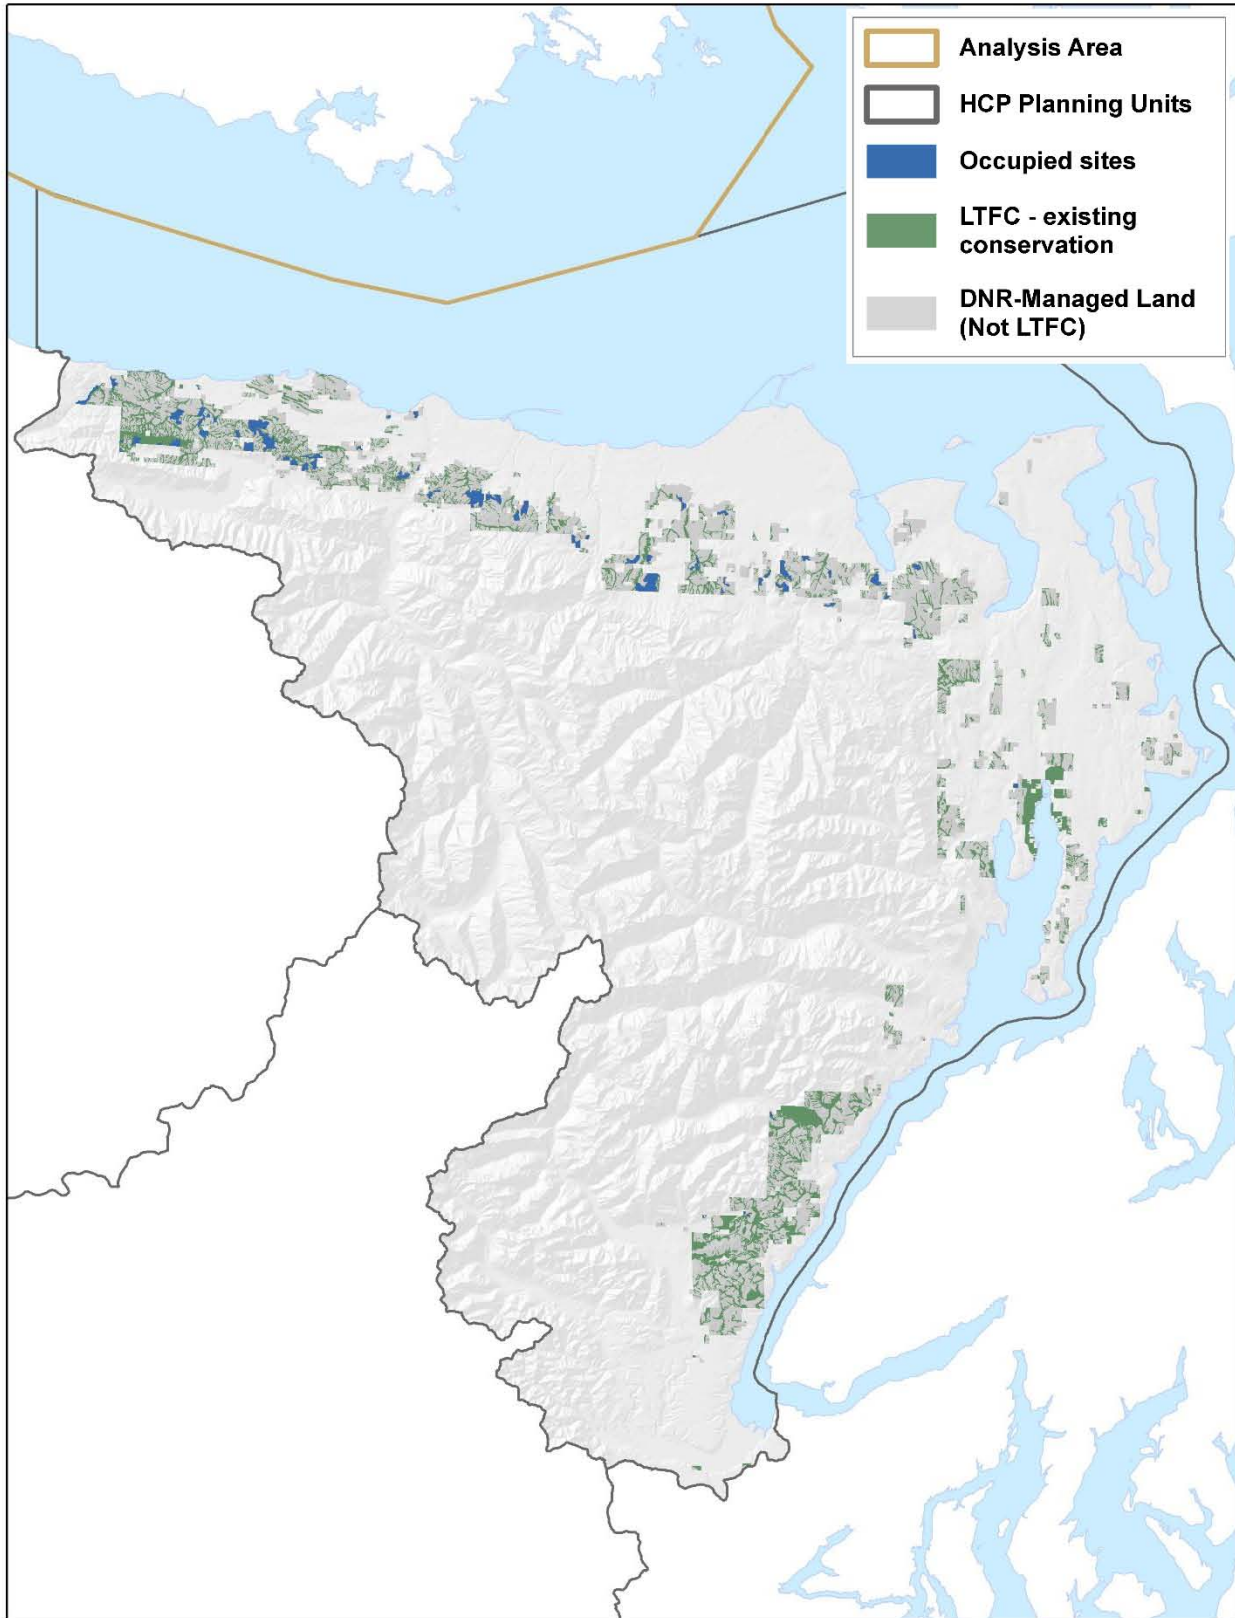 Analysis Area
HCP Planning Units
Occupied sites
LTFC - existing
conservation
DNR-Managed Land
(Not LTFC)